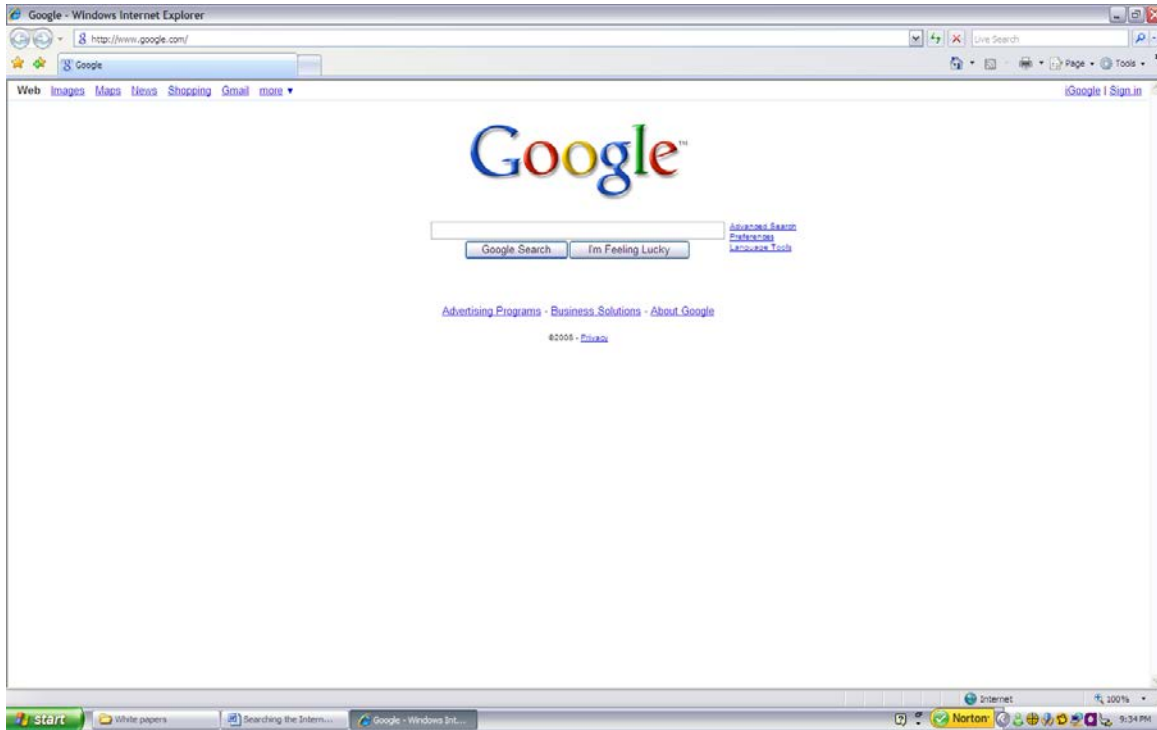 Google - Windows Internet Explorer
http://www.google.com/
Live Search
Google
Page
Tools
Web Images Maps News Shopping Gmail more ▼
iGoogle | Sign in
Google™
Advanced Search
Preferences
Language Tools
Google Search
I'm Feeling Lucky
Advertising Programs - Business Solutions - About Google
©2008 - Privacy
Internet
100%
start
White papers
Searching the Intern...
Google - Windows Int...
Norton
9:34 PM